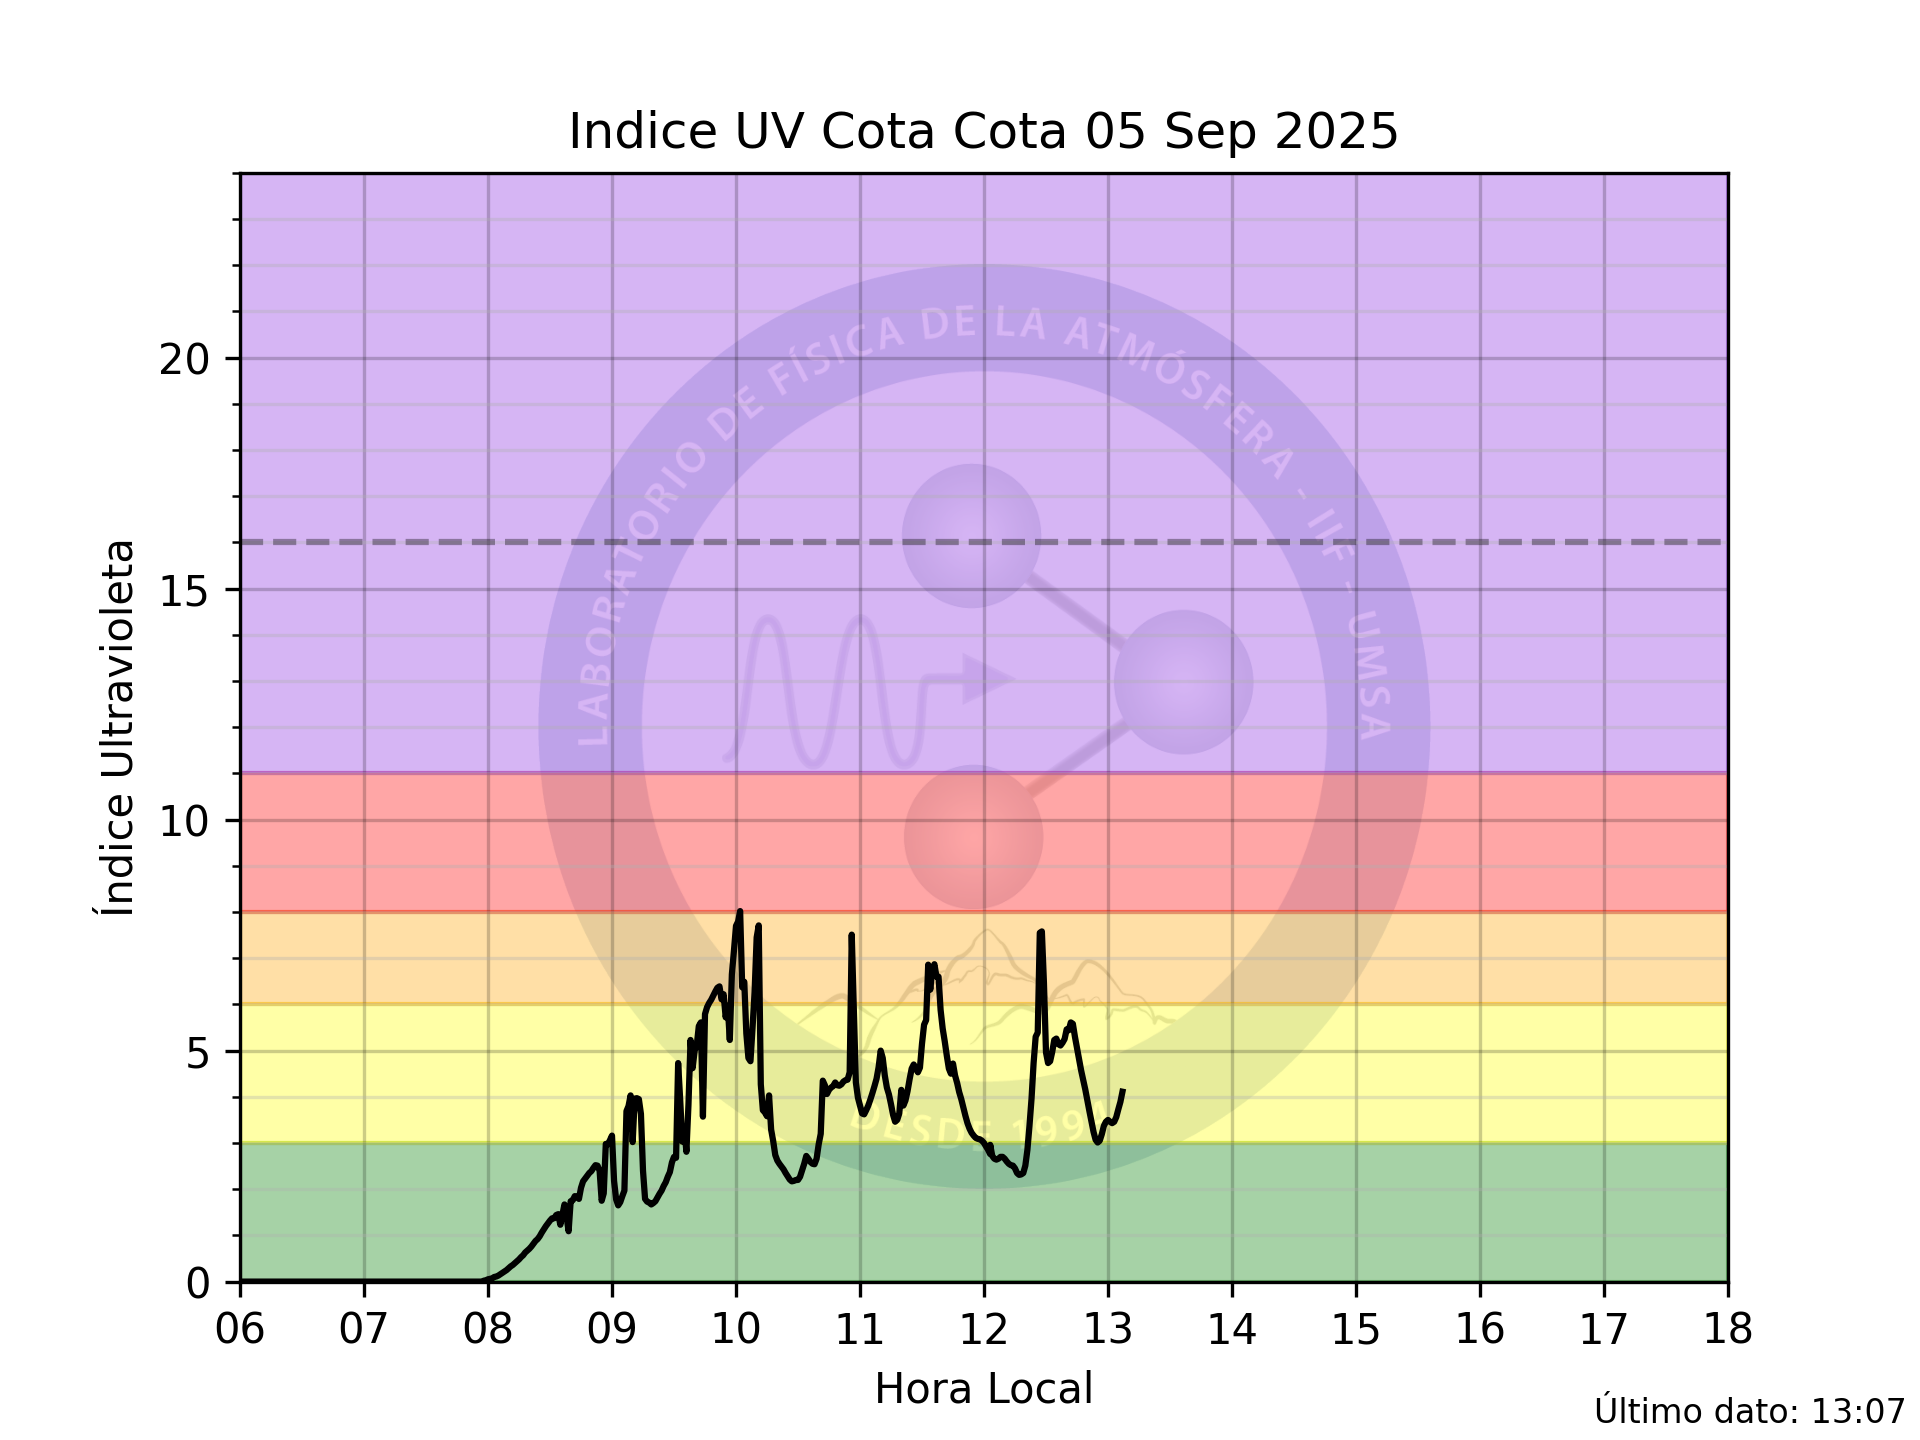 Indice UV Cota Cota 05 Sep 2025
Índice Ultravioleta
20
15
10
5
0
LABORATORIO DE FÍSICA DE LA ATMÓSFERA - IIF - UMSA
DESDE 1994
06 07 08 09 10 11 12 13 14 15 16 17 18
Hora Local
Último dato: 13:07